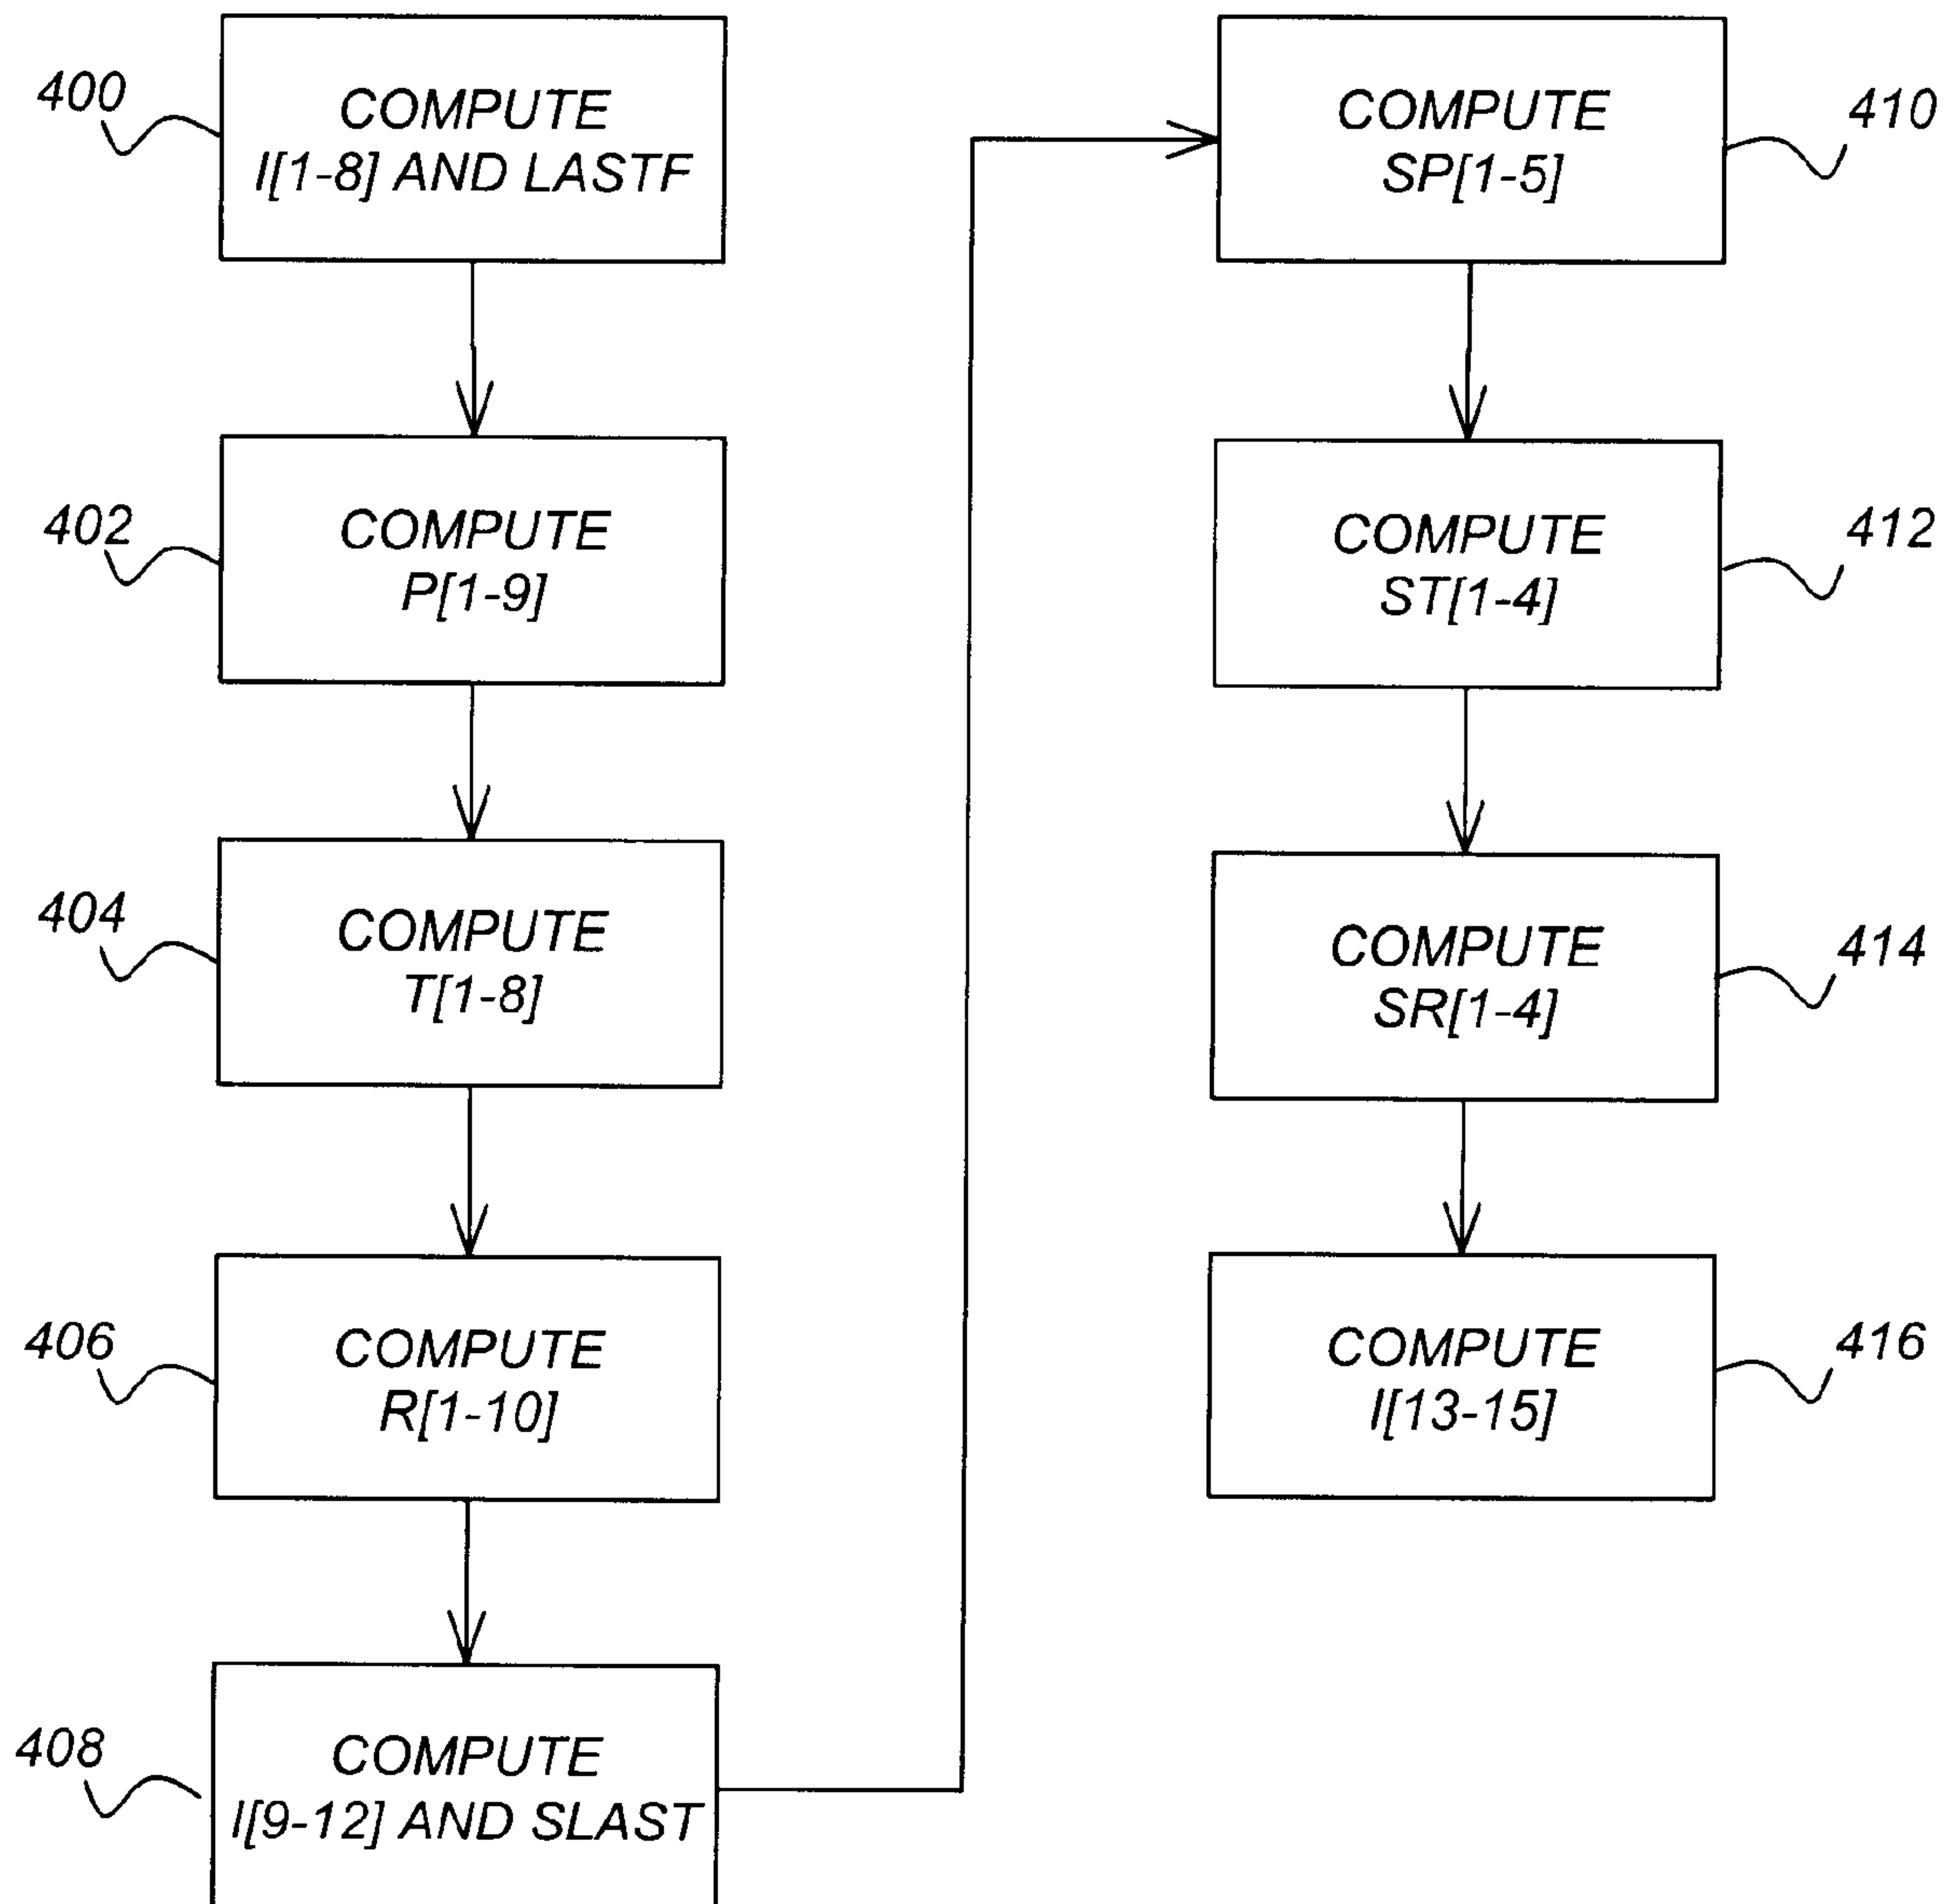 400
COMPUTE
I[1-8] AND LASTF
402
COMPUTE
P[1-9]
404
COMPUTE
T[1-8]
406
COMPUTE
R[1-10]
408
COMPUTE
I[9-12] AND SLAST
410
COMPUTE
SP[1-5]
412
COMPUTE
ST[1-4]
414
COMPUTE
SR[1-4]
416
COMPUTE
I[13-15]